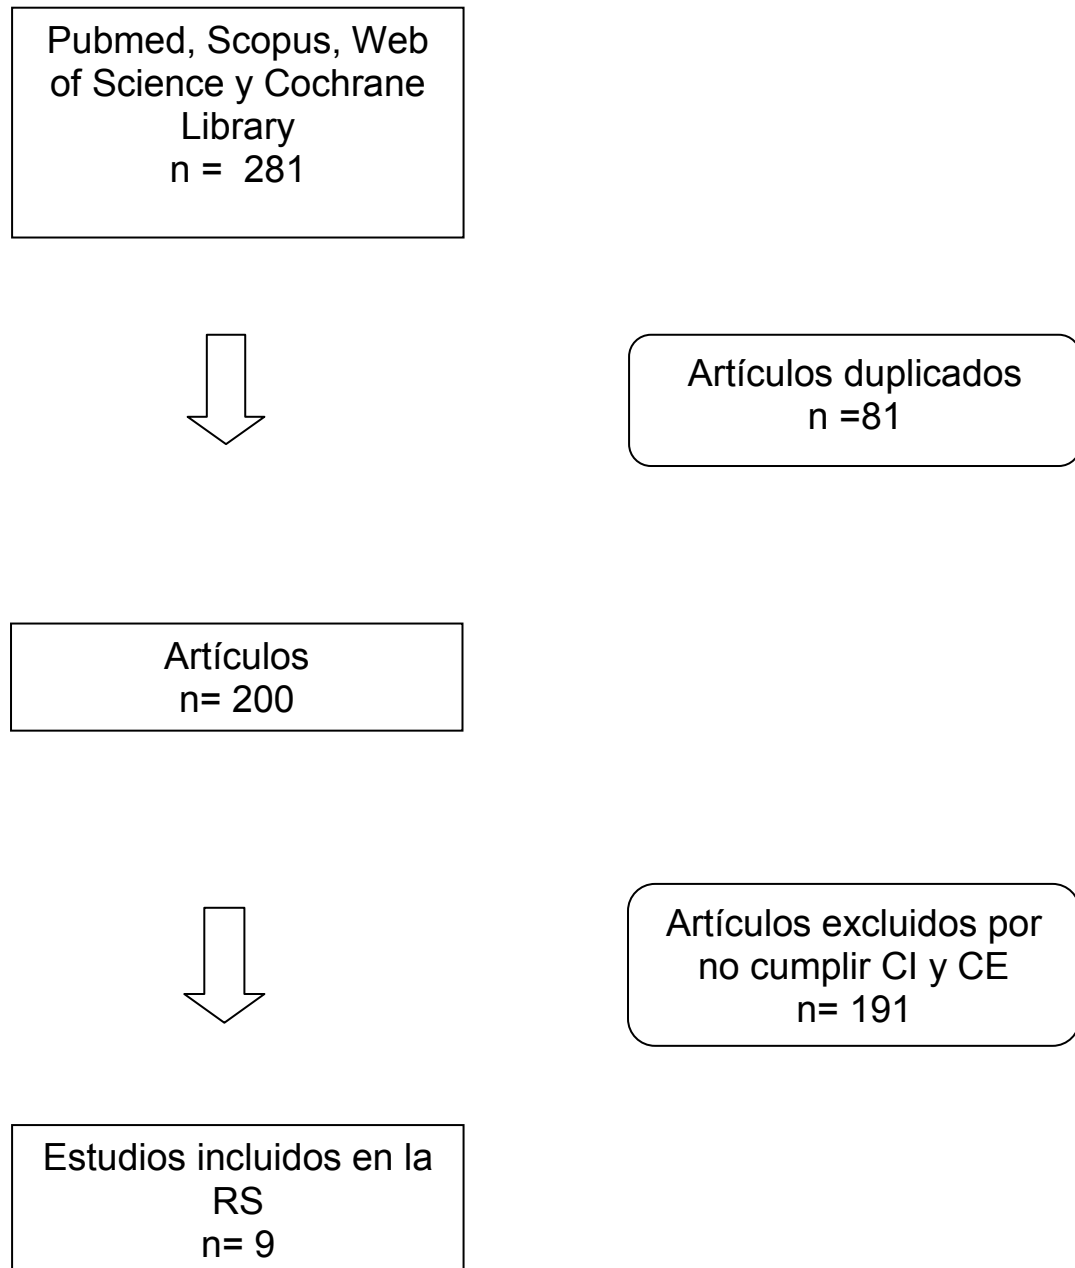 Pubmed, Scopus, Web
of Science y Cochrane
Library
n = 281
Artículos duplicados
n =81
Artículos
n= 200
Artículos excluidos por
no cumplir CI y CE
n= 191
Estudios incluidos en la
RS
n= 9